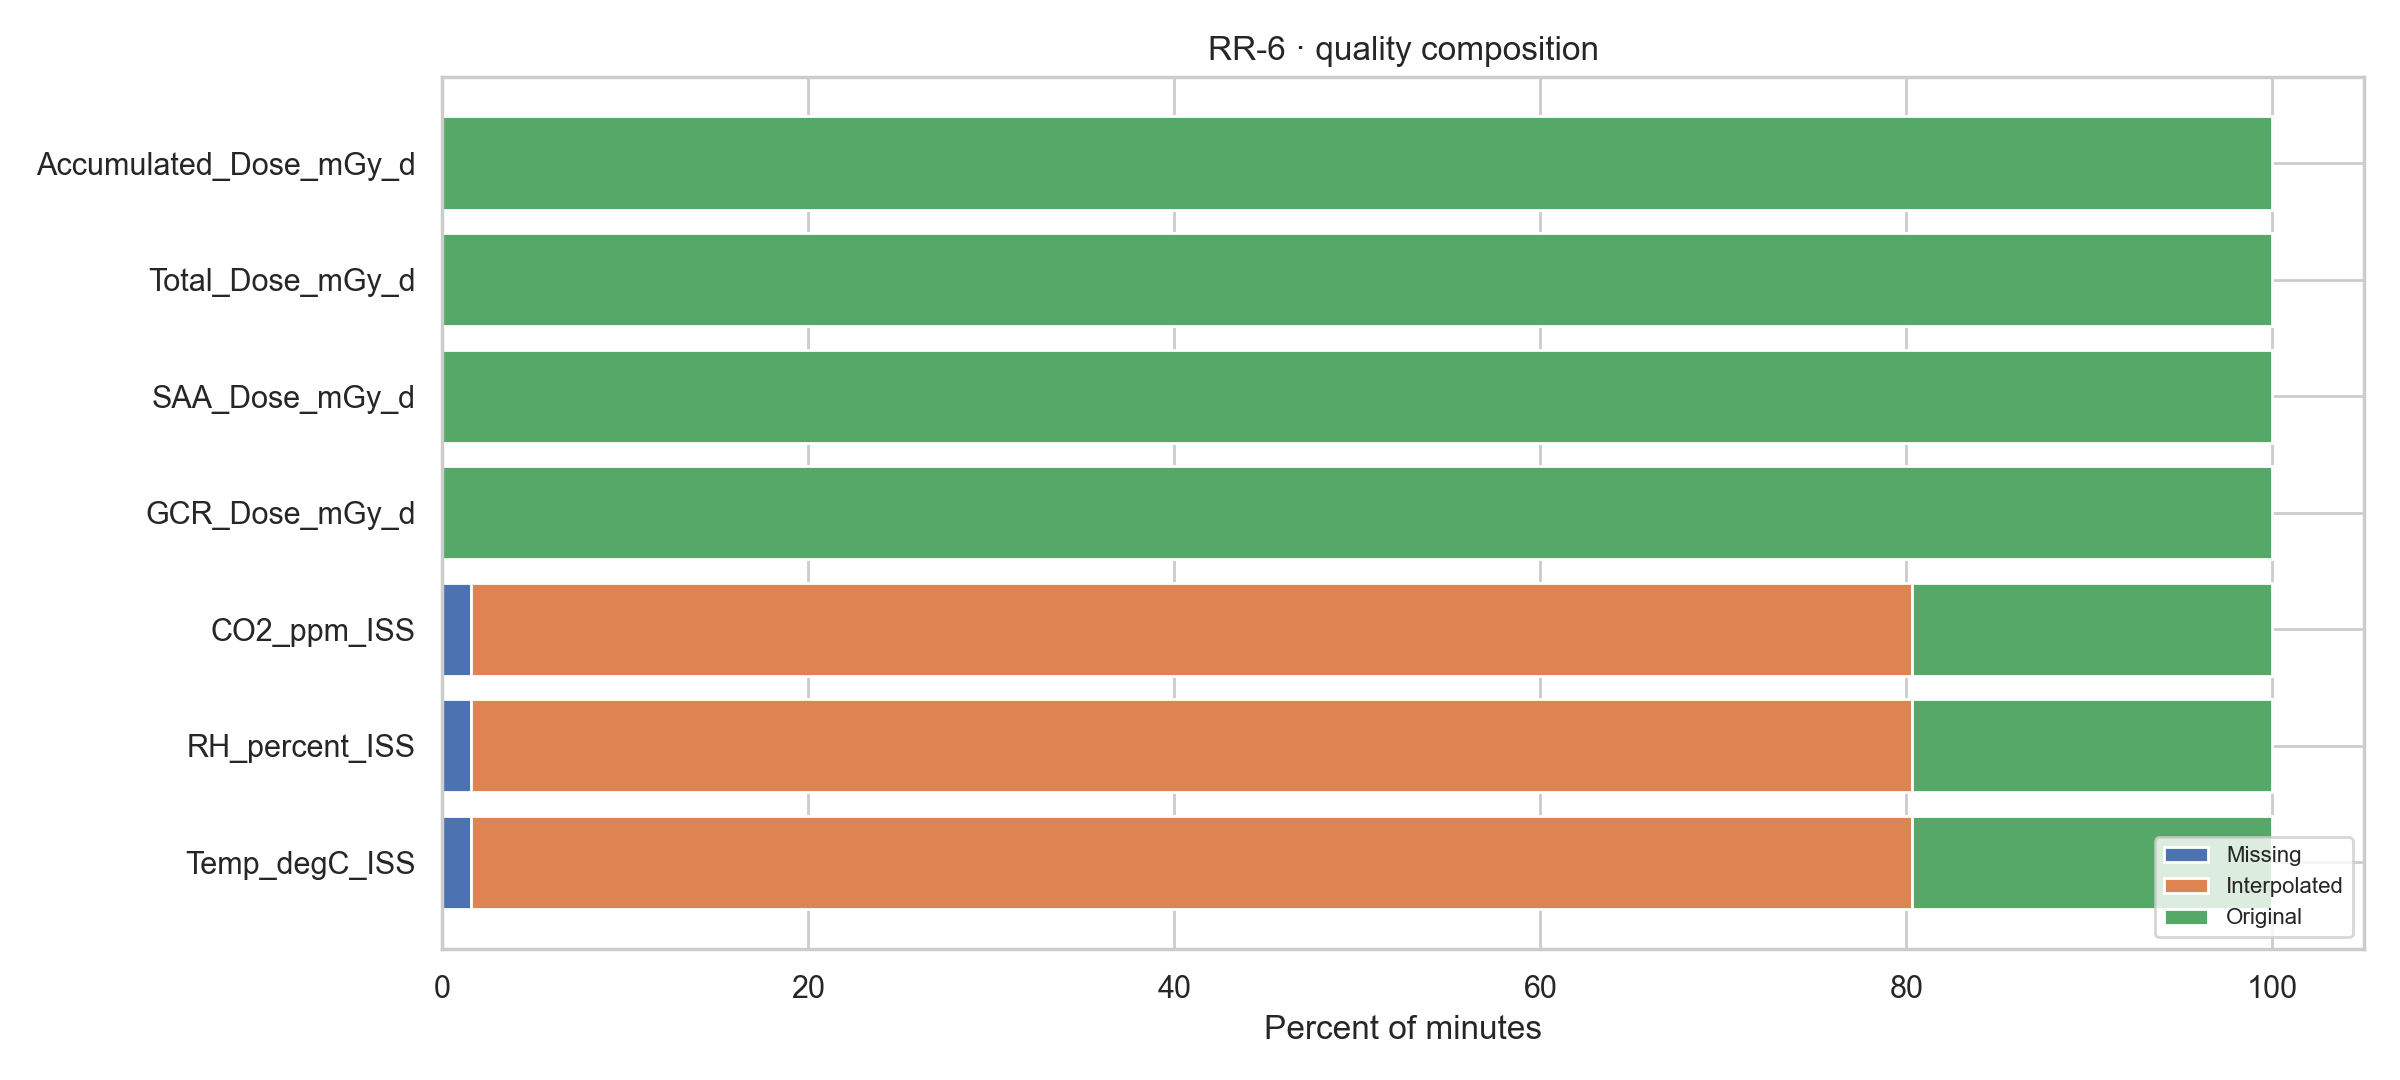 RR-6 · quality composition
Accumulated_Dose_mGy_d
Total_Dose_mGy_d
SAA_Dose_mGy_d
GCR_Dose_mGy_d
CO2_ppm_ISS
RH_percent_ISS
Temp_degC_ISS
Missing
Interpolated
Original
0 20 40 60 80 100
Percent of minutes